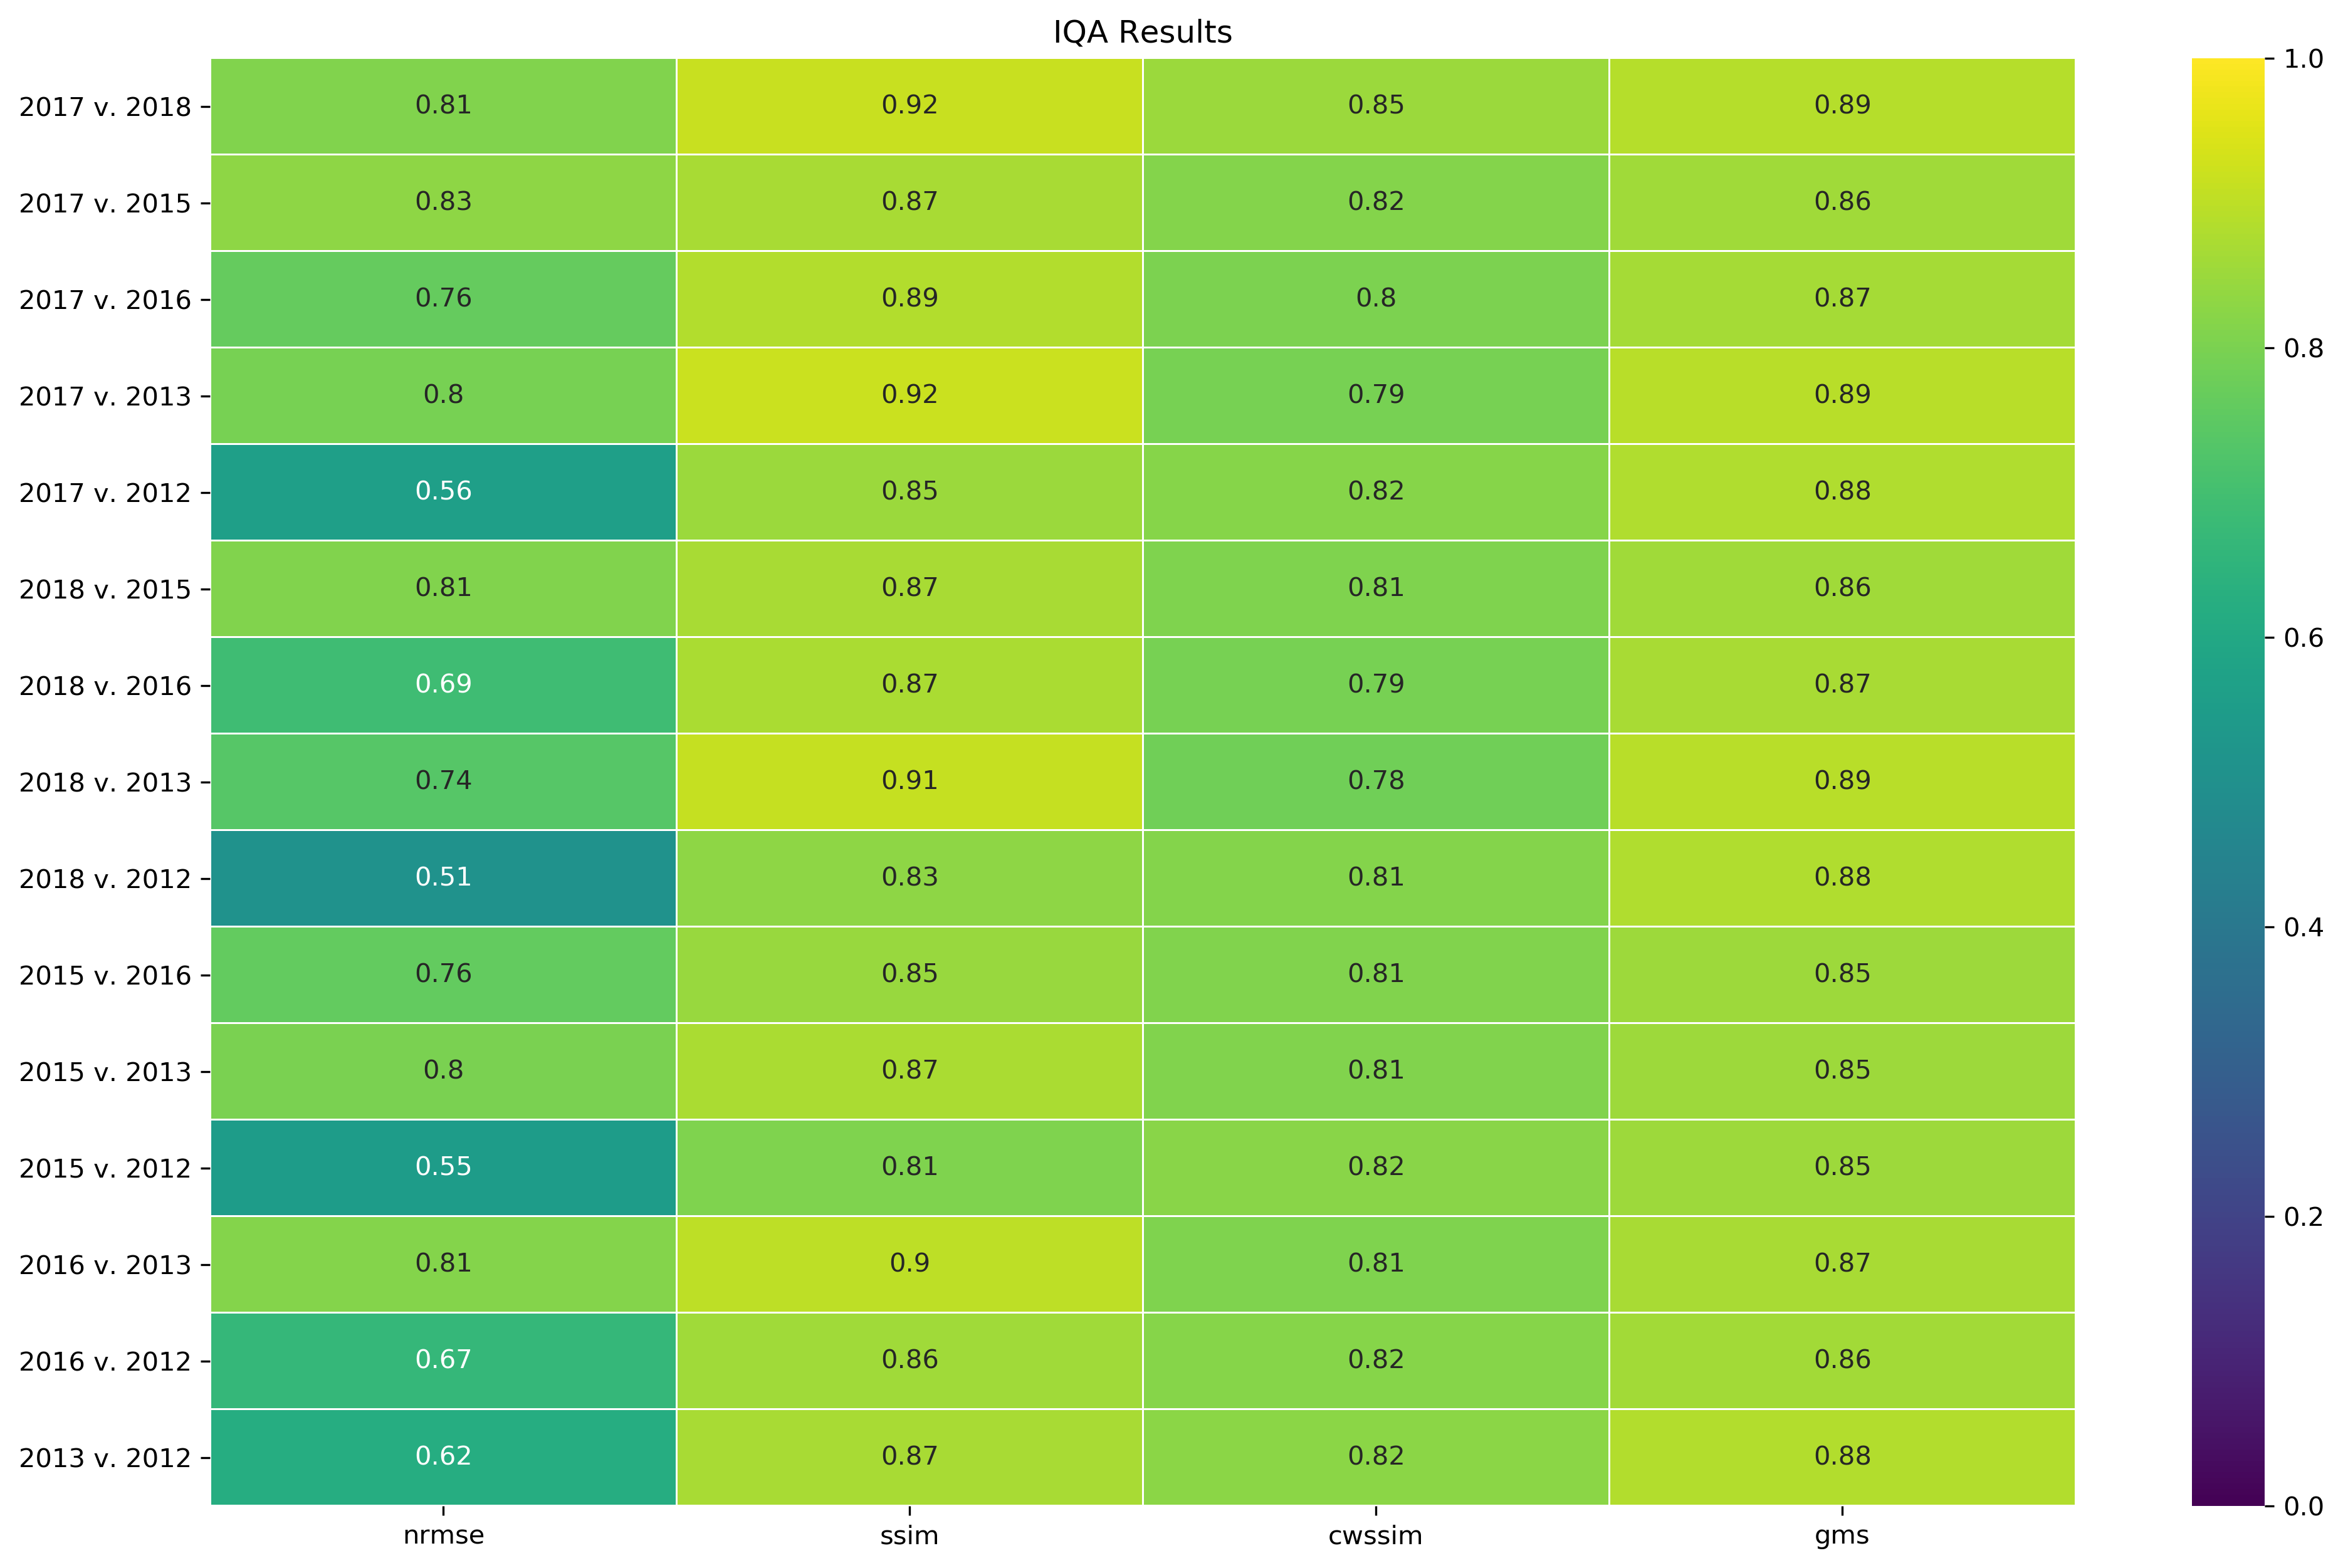 IQA Results
2017 v. 2018 0.81 0.92 0.85 0.89 1.0
2017 v. 2015 0.83 0.87 0.82 0.86
2017 v. 2016 0.76 0.89 0.8 0.87
2017 v. 2013 0.8 0.92 0.79 0.89 0.8
2017 v. 2012 0.56 0.85 0.82 0.88
2018 v. 2015 0.81 0.87 0.81 0.86
2018 v. 2016 0.69 0.87 0.79 0.87 0.6
2018 v. 2013 0.74 0.91 0.78 0.89
2018 v. 2012 0.51 0.83 0.81 0.88
2015 v. 2016 0.76 0.85 0.81 0.85 0.4
2015 v. 2013 0.8 0.87 0.81 0.85
2015 v. 2012 0.55 0.81 0.82 0.85
2016 v. 2013 0.81 0.9 0.81 0.87 0.2
2016 v. 2012 0.67 0.86 0.82 0.86
2013 v. 2012 0.62 0.87 0.82 0.88
0.0
nrmse ssim cwssim gms